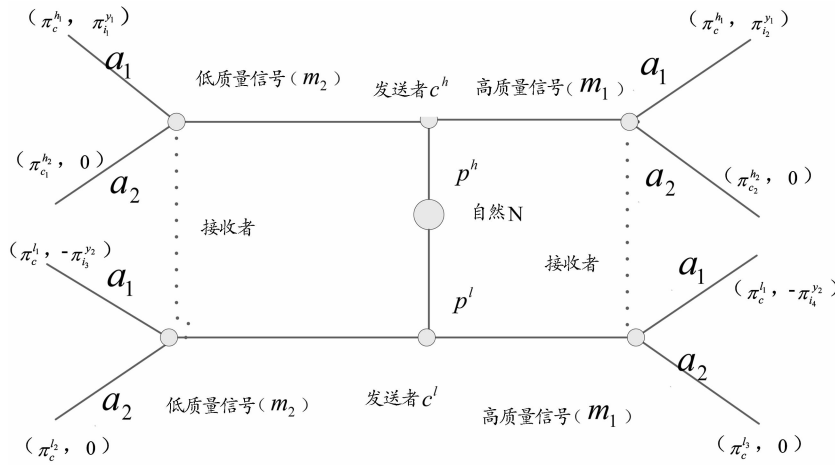 (π_c^{h_1}, π_{i_1}^{y_1})
(π_c^{h_1}, π_{i_2}^{y_1})
a_1
低质量信号(m_2)
发送者c^h
高质量信号(m_1)
a_1
(π_{c_1}^{h_2}, 0)
a_2
p^h
a_2
(π_{c_2}^{h_2}, 0)
接收者
自然N
(π_c^{l_1}, -π_{i_3}^{y_2})
接收者
a_1
a_1
(π_c^{l_1}, -π_{i_4}^{y_2})
p^l
a_2
a_2
低质量信号(m_2)
发送者c^l
高质量信号(m_1)
(π_c^{l_2}, 0)
(π_c^{l_3}, 0)